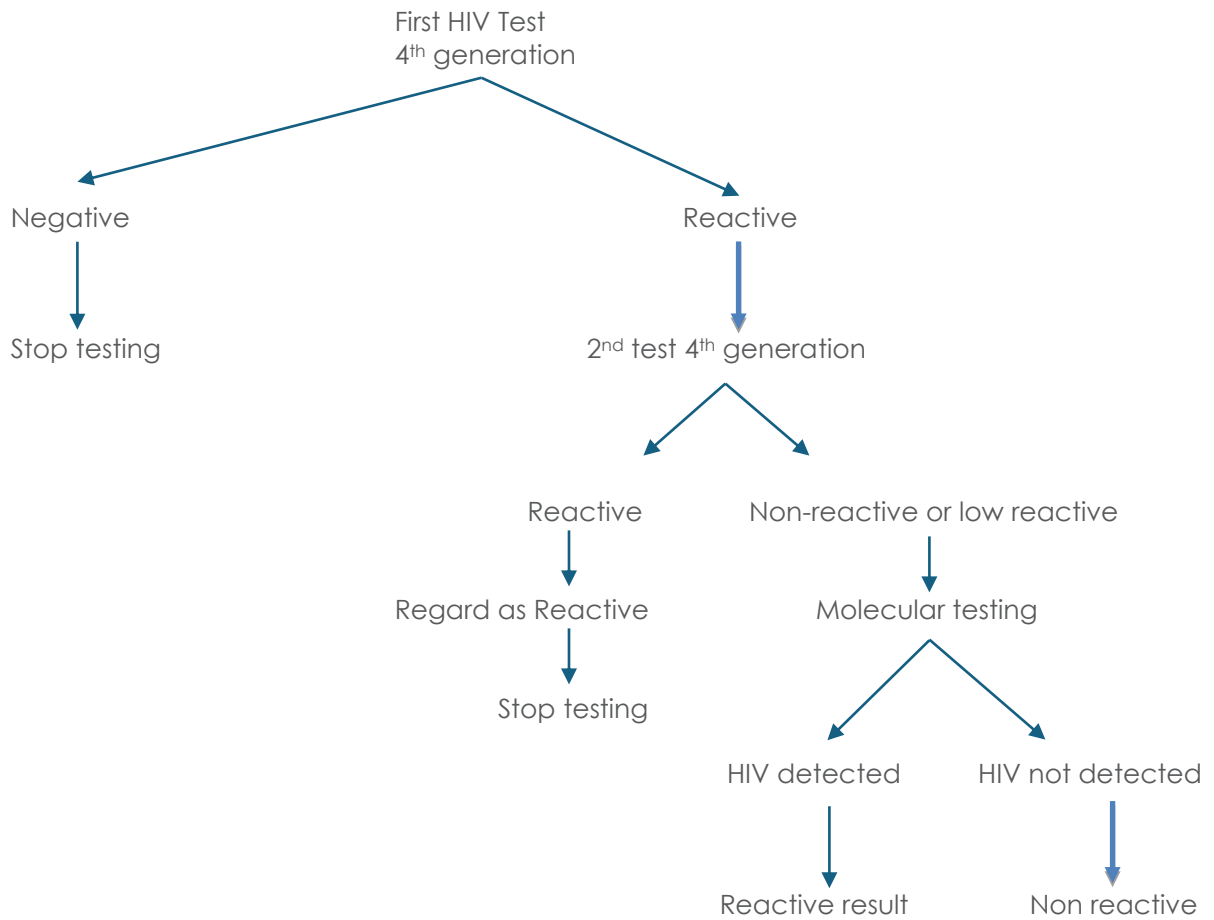 First HIV Test
4th generation
Negative
Reactive
Stop testing
2nd test 4th generation
Reactive
Non-reactive or low reactive
Regard as Reactive
Molecular testing
Stop testing
HIV detected
HIV not detected
Reactive result
Non reactive